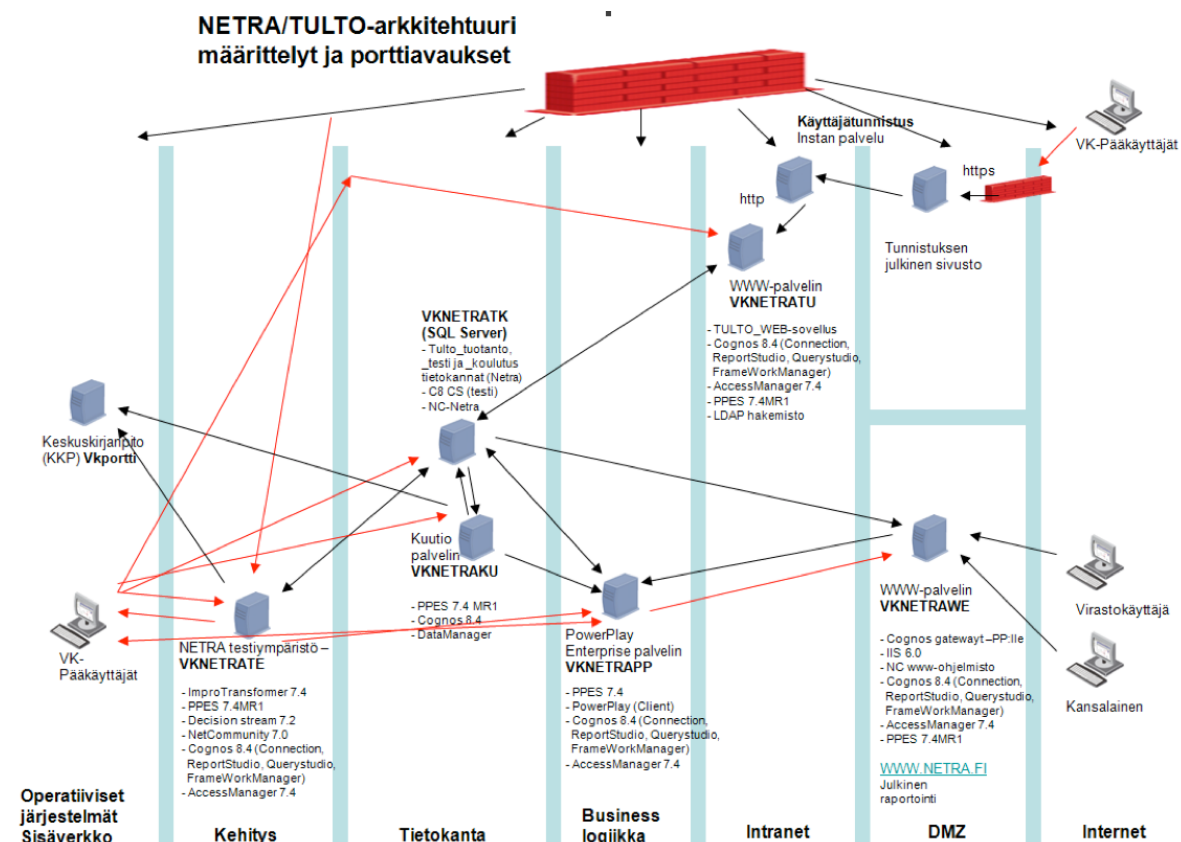 NETRA/TULTO-arkkitehtuuri
määrittelyt ja porttiavaukset
Käyttäjätunnistus
Instan palvelu
VK-Pääkäyttäjät
https
http
Tunnistuksen
julkinen sivusto
WWW-palvelin
VKNETRATU
- TULTO_WEB-sovellus
- Cognos 8.4 (Connection,
ReportStudio, Querystudio,
FrameWorkManager)
- AccessManager 7.4
- PPES 7.4MR1
- LDAP hakemisto
VKNETRATK
(SQL Server)
- Tulto_tuotanto,
_testi ja _koulutus
tietokannat (Netra)
- C8 CS (testi)
- NC-Netra
Keskuskirjanpito
(KKP) Vkportti
Kuutio
palvelin
VKNETRAKU
- PPES 7.4 MR1
- Cognos 8.4
- DataManager
VK-
Pääkäyttäjät
NETRA testiympäristö –
VKNETRATE
- ImproTransformer 7.4
- PPES 7.4MR1
- Decision stream 7.2
- NetCommunity 7.0
- Cognos 8.4 (Connection,
ReportStudio, Querystudio,
FrameWorkManager)
- AccessManager 7.4
PowerPlay
Enterprise palvelin
VKNETRAPP
- PPES 7.4
- PowerPlay (Client)
- Cognos 8.4 (Connection,
ReportStudio, Querystudio,
FrameWorkManager)
- AccessManager 7.4
WWW-palvelin
VKNETRAWE
- Cognos gatewayt –PP:lle
- IIS 6.0
- NC www-ohjelmisto
- Cognos 8.4 (Connection,
ReportStudio, Querystudio,
FrameWorkManager)
- AccessManager 7.4
- PPES 7.4MR1
WWW.NETRA.FI
Julkinen
raportointi
Virastokäyttäjä
Kansalainen
Operatiiviset
järjestelmät
Sisäverkko
Kehitys
Tietokanta
Business
logiikka
Intranet
DMZ
Internet